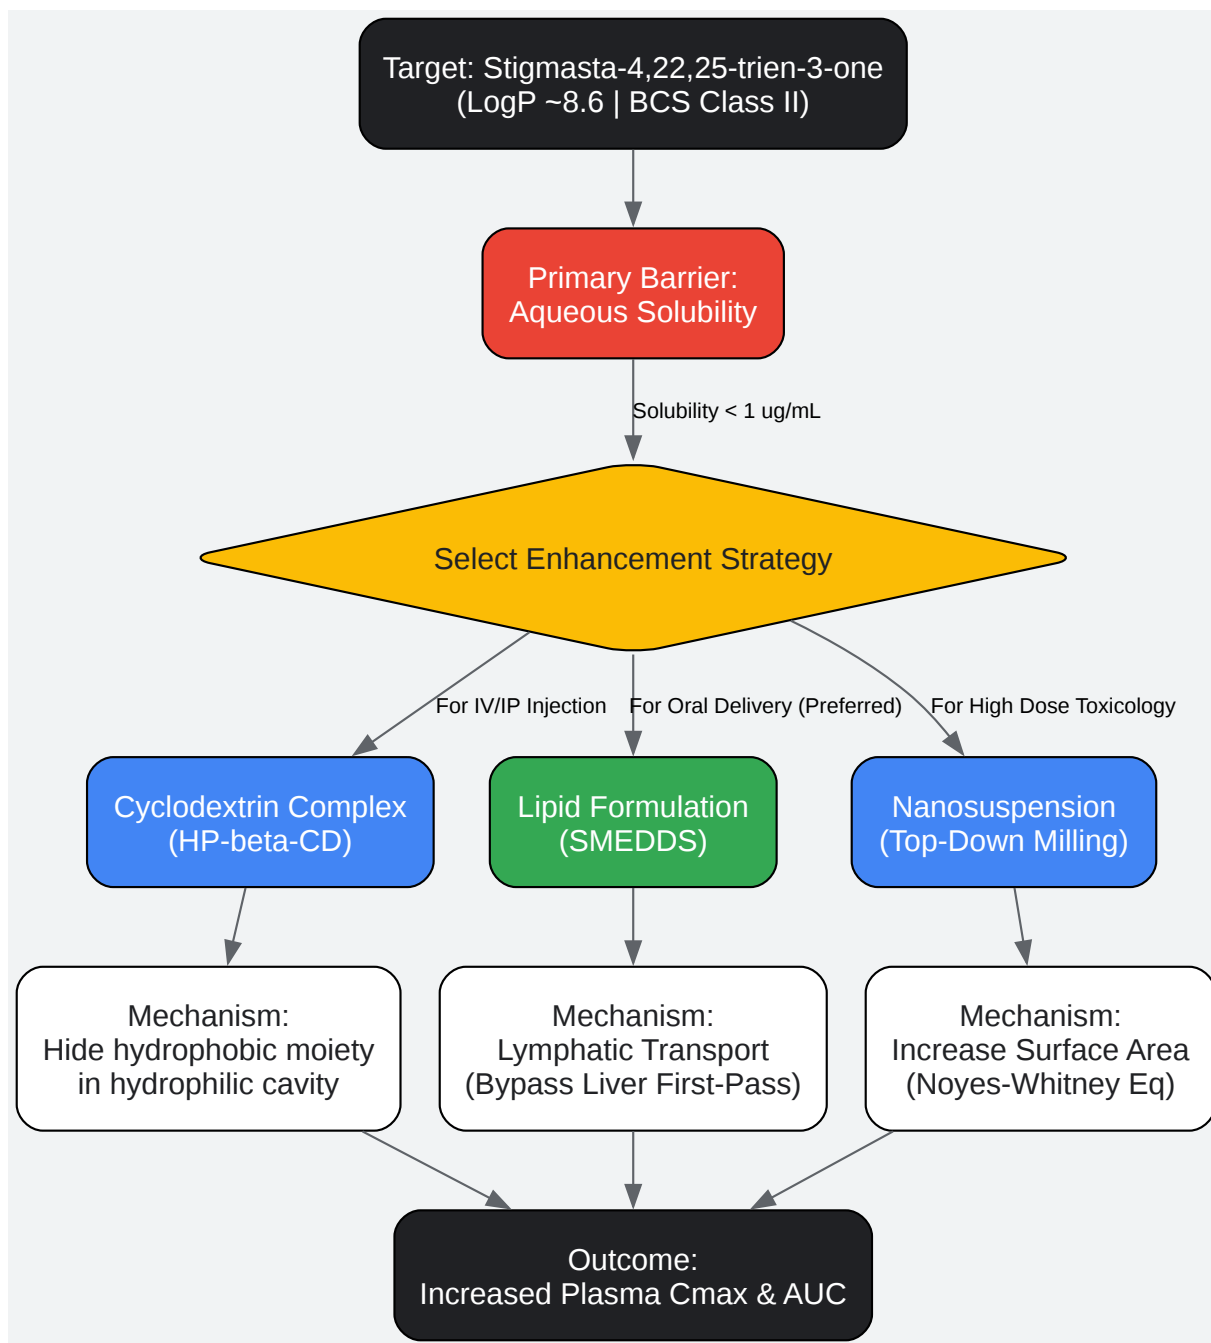 Target: Stigmasta-4,22,25-trien-3-one
(LogP ~8.6 | BCS Class II)
Primary Barrier:
Aqueous Solubility
Solubility < 1 ug/mL
Select Enhancement Strategy
For IV/IP Injection
For Oral Delivery (Preferred)
For High Dose Toxicology
Cyclodextrin Complex
(HP-beta-CD)
Lipid Formulation
(SMEDDS)
Nanosuspension
(Top-Down Milling)
Mechanism:
Hide hydrophobic moiety
in hydrophilic cavity
Mechanism:
Lymphatic Transport
(Bypass Liver First-Pass)
Mechanism:
Increase Surface Area
(Noyes-Whitney Eq)
Outcome:
Increased Plasma Cmax & AUC